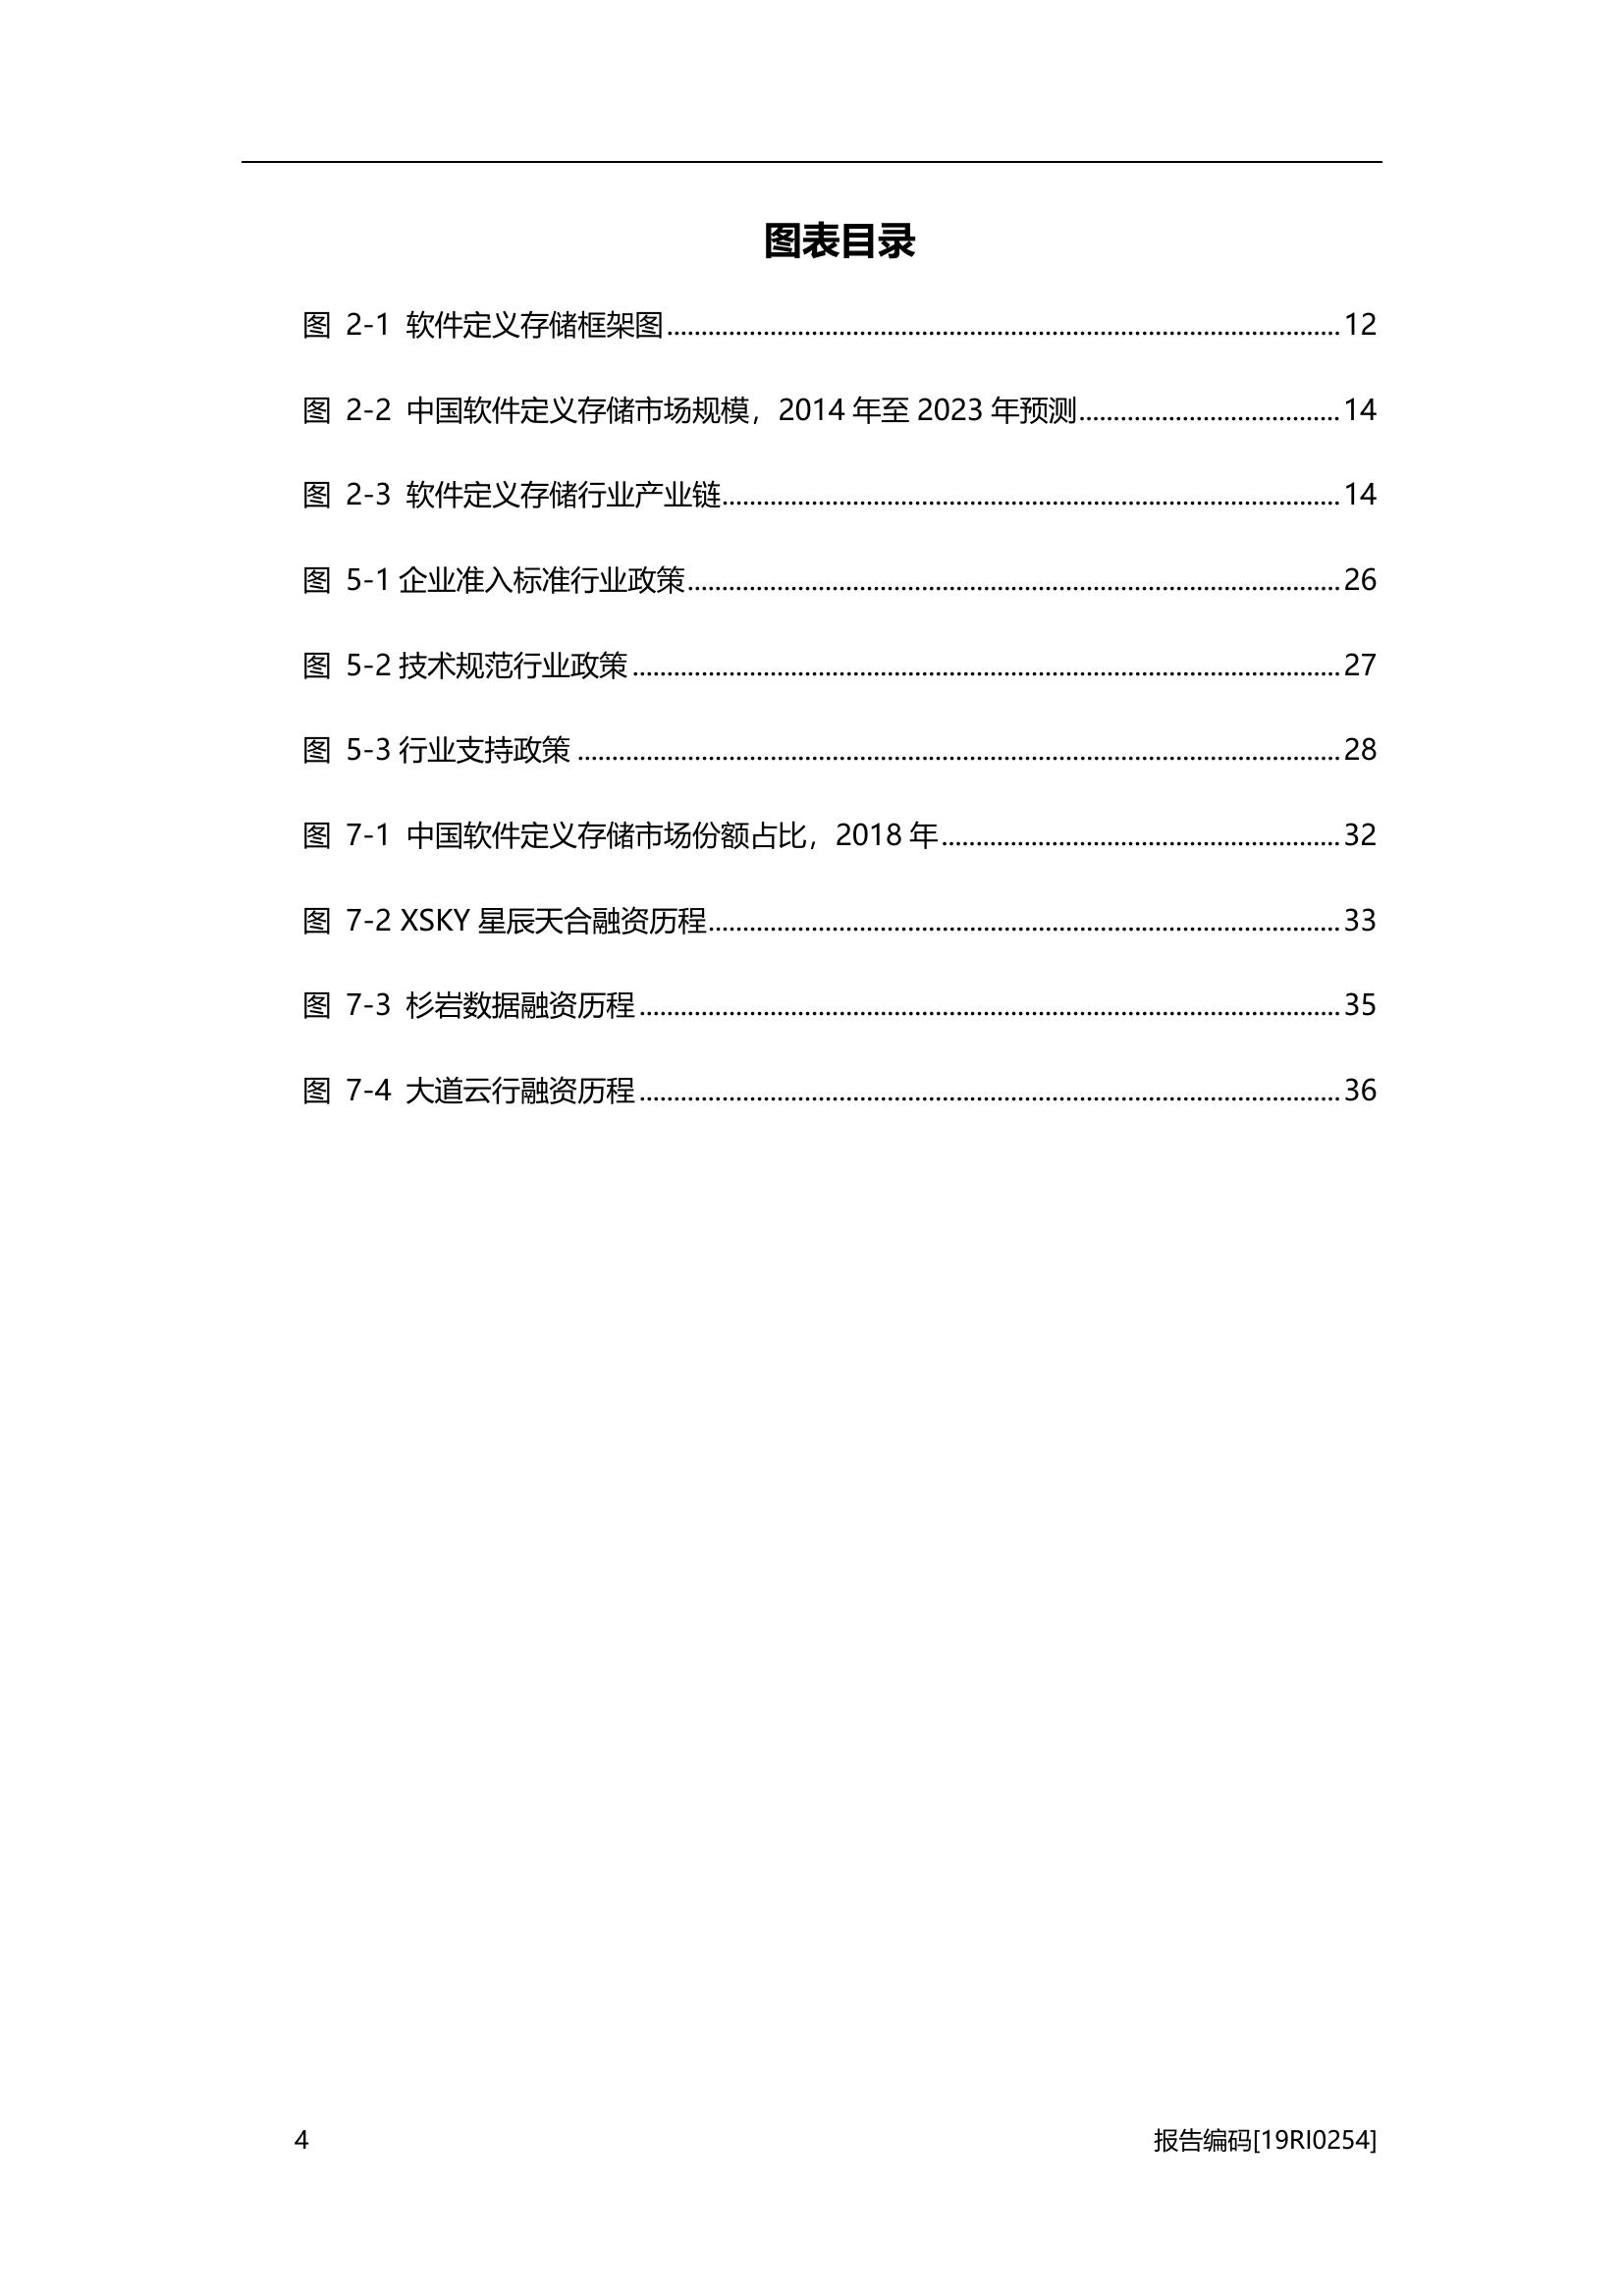 图表目录
图 2-1 软件定义存储框架图........................................12
图 2-2 中国软件定义存储市场规模，2014 年至 2023 年预测........................................14
图 2-3 软件定义存储行业产业链........................................14
图 5-1 企业准入标准行业政策........................................26
图 5-2 技术规范行业政策........................................27
图 5-3 行业支持政策........................................28
图 7-1 中国软件定义存储市场份额占比，2018 年........................................32
图 7-2 XSKY 星辰天合融资历程........................................33
图 7-3 杉岩数据融资历程........................................35
图 7-4 大道云行融资历程........................................36
4 报告编码[19RI0254]